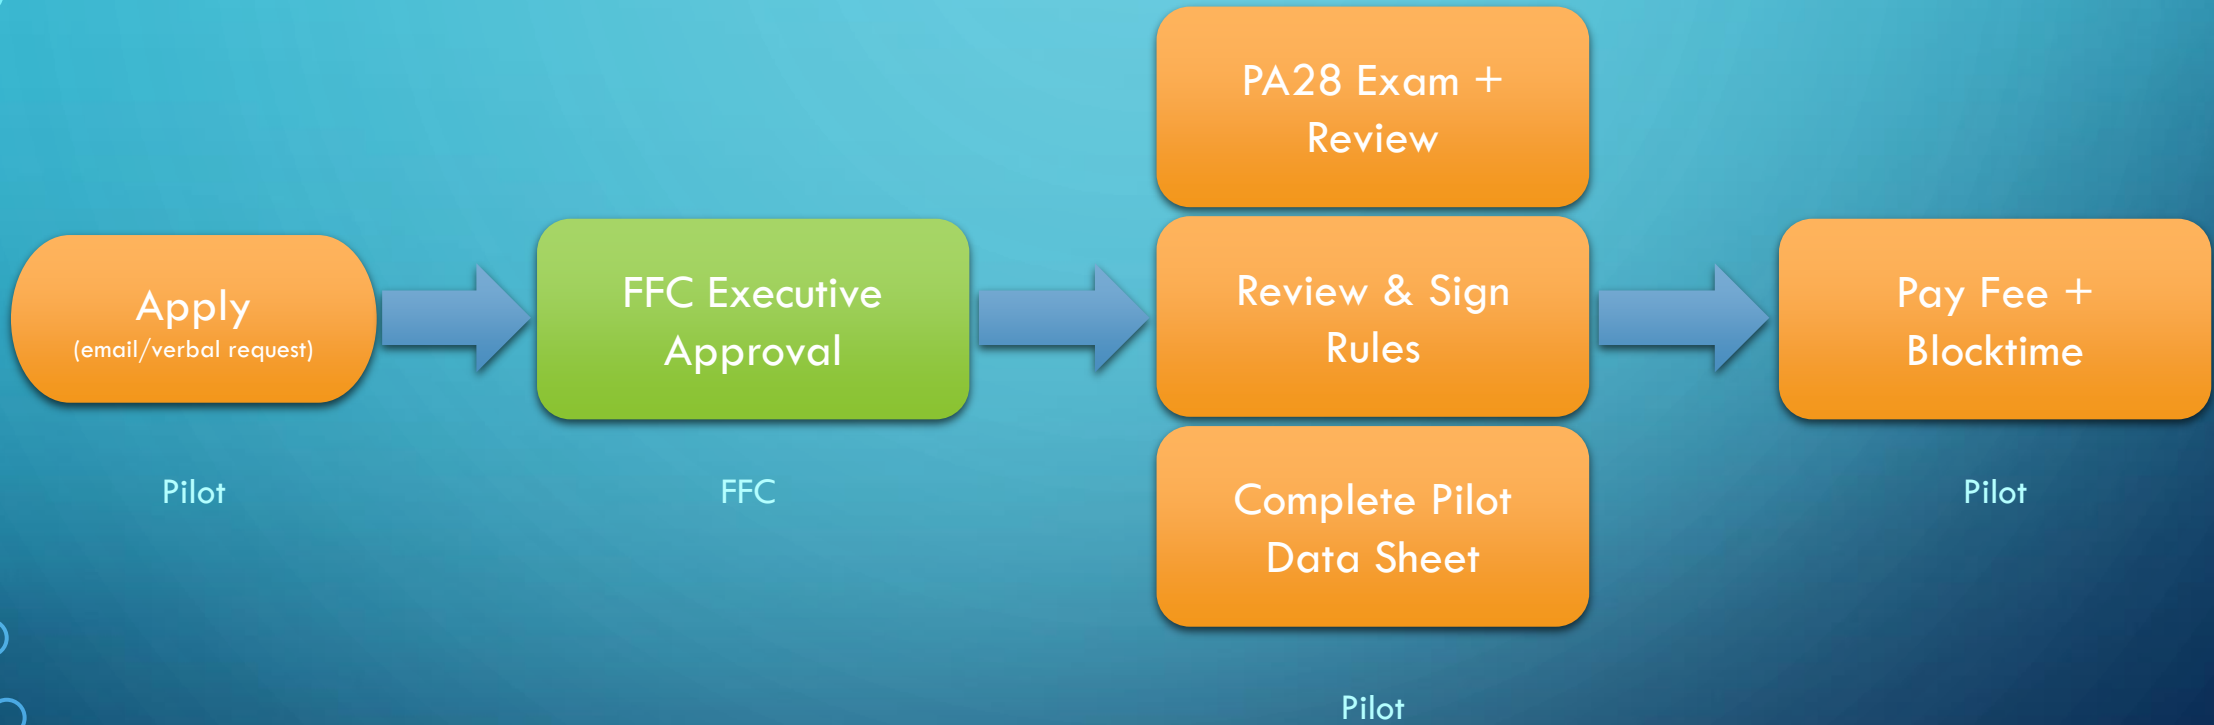 Apply
(email/verbal request)
Pilot
FFC Executive
Approval
FFC
PA28 Exam +
Review
Review & Sign
Rules
Complete Pilot
Data Sheet
Pilot
Pay Fee +
Blocktime
Pilot